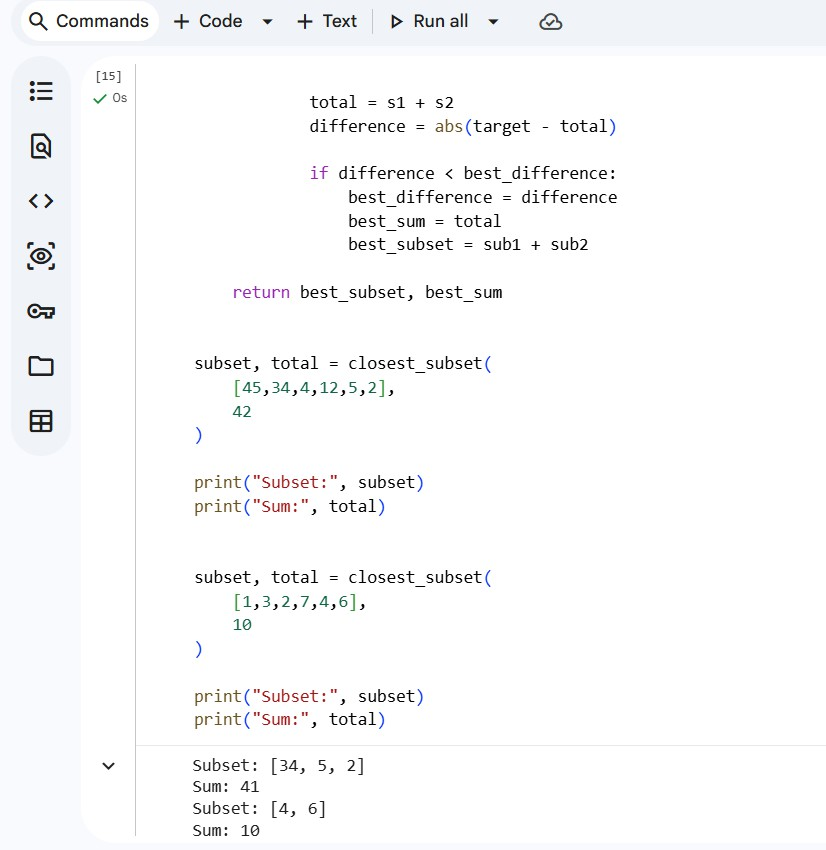 Commands + Code + Text Run all
[15]
0s
total = s1 + s2
difference = abs(target - total)
if difference < best_difference:
best_difference = difference
best_sum = total
best_subset = sub1 + sub2
return best_subset, best_sum
subset, total = closest_subset(
[45,34,4,12,5,2],
42
)
print("Subset:", subset)
print("Sum:", total)
subset, total = closest_subset(
[1,3,2,7,4,6],
10
)
print("Subset:", subset)
print("Sum:", total)
Subset: [34, 5, 2]
Sum: 41
Subset: [4, 6]
Sum: 10